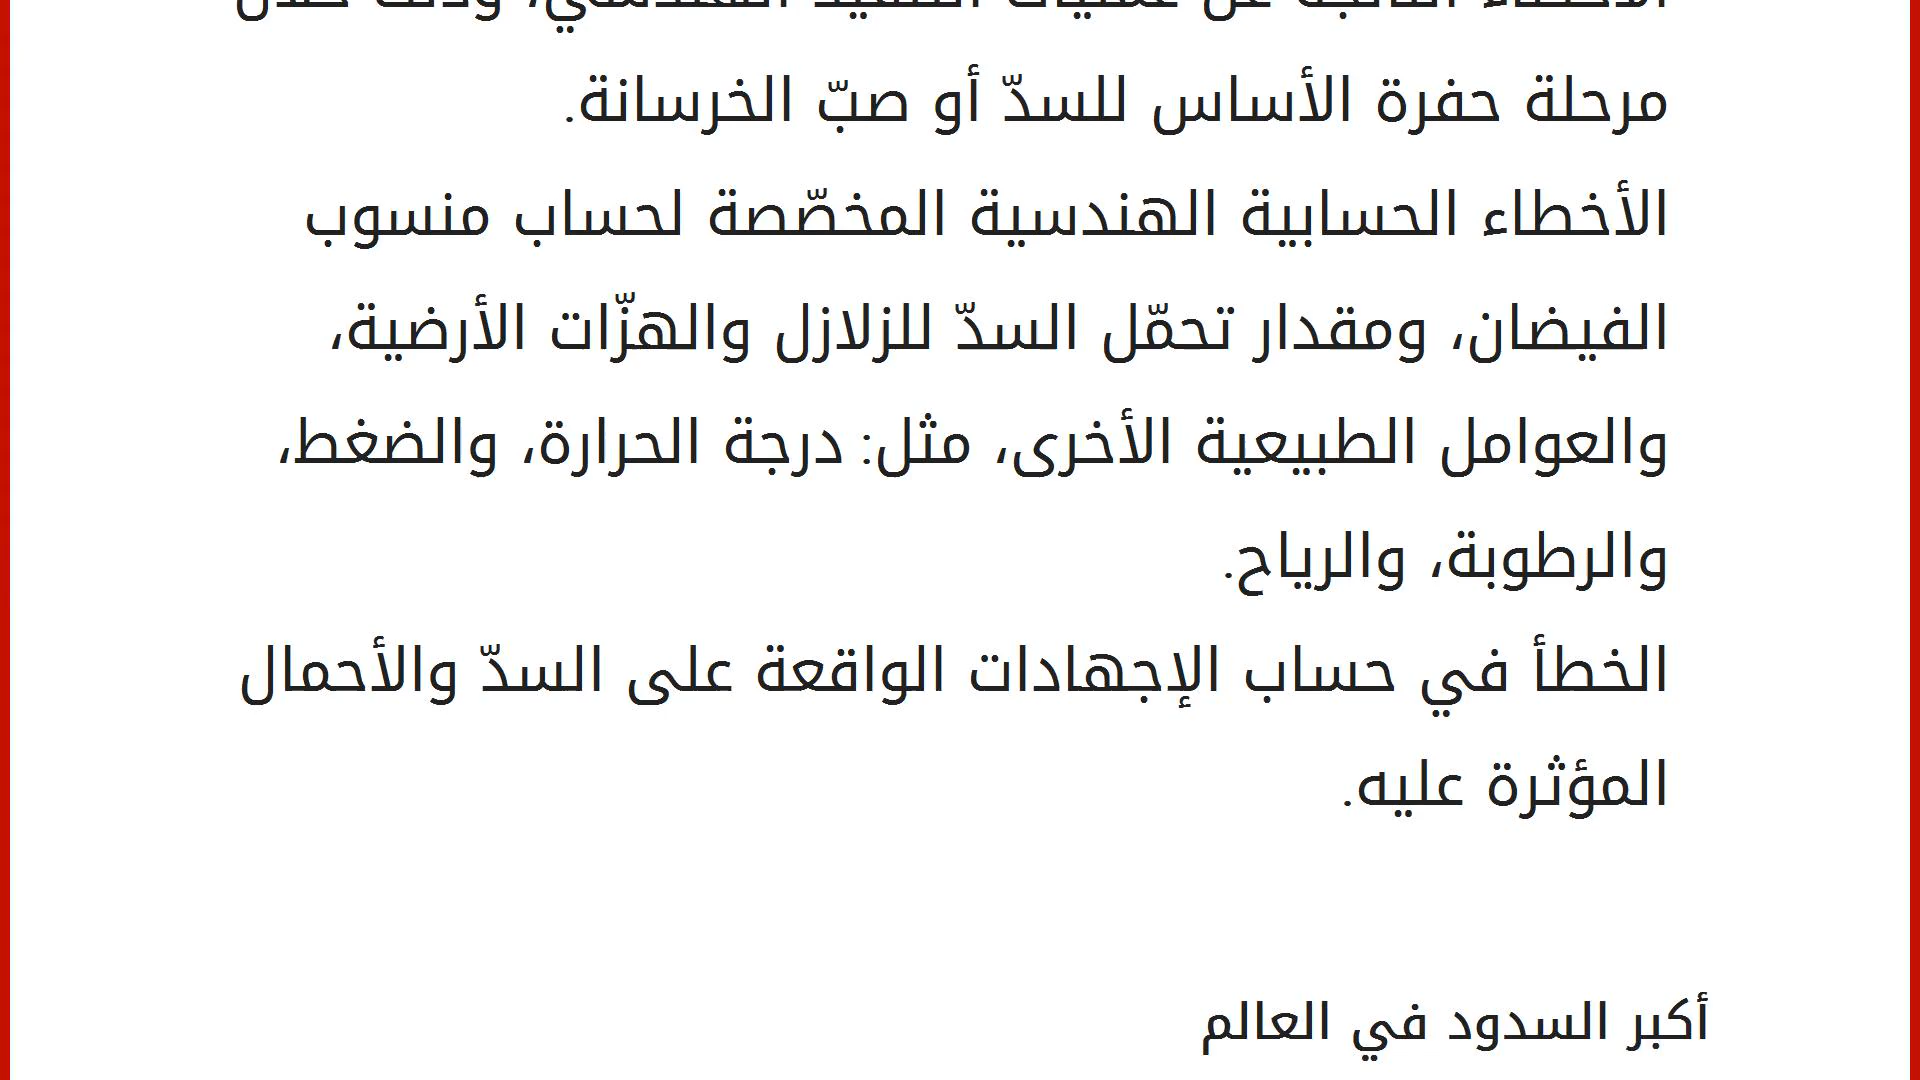 مرحلة حفرة الأساس للسدّ أو صبّ الخرسانة.
الأخطاء الحسابية الهندسية المخصّصة لحساب منسوب
الفيضان، ومقدار تحمّل السدّ للزلازل والهزّات الأرضية،
والعوامل الطبيعية الأخرى، مثل: درجة الحرارة، والضغط،
والرطوبة، والرياح.
الخطأ في حساب الإجهادات الواقعة على السدّ والأحمال
المؤثرة عليه.
أكبر السدود في العالم